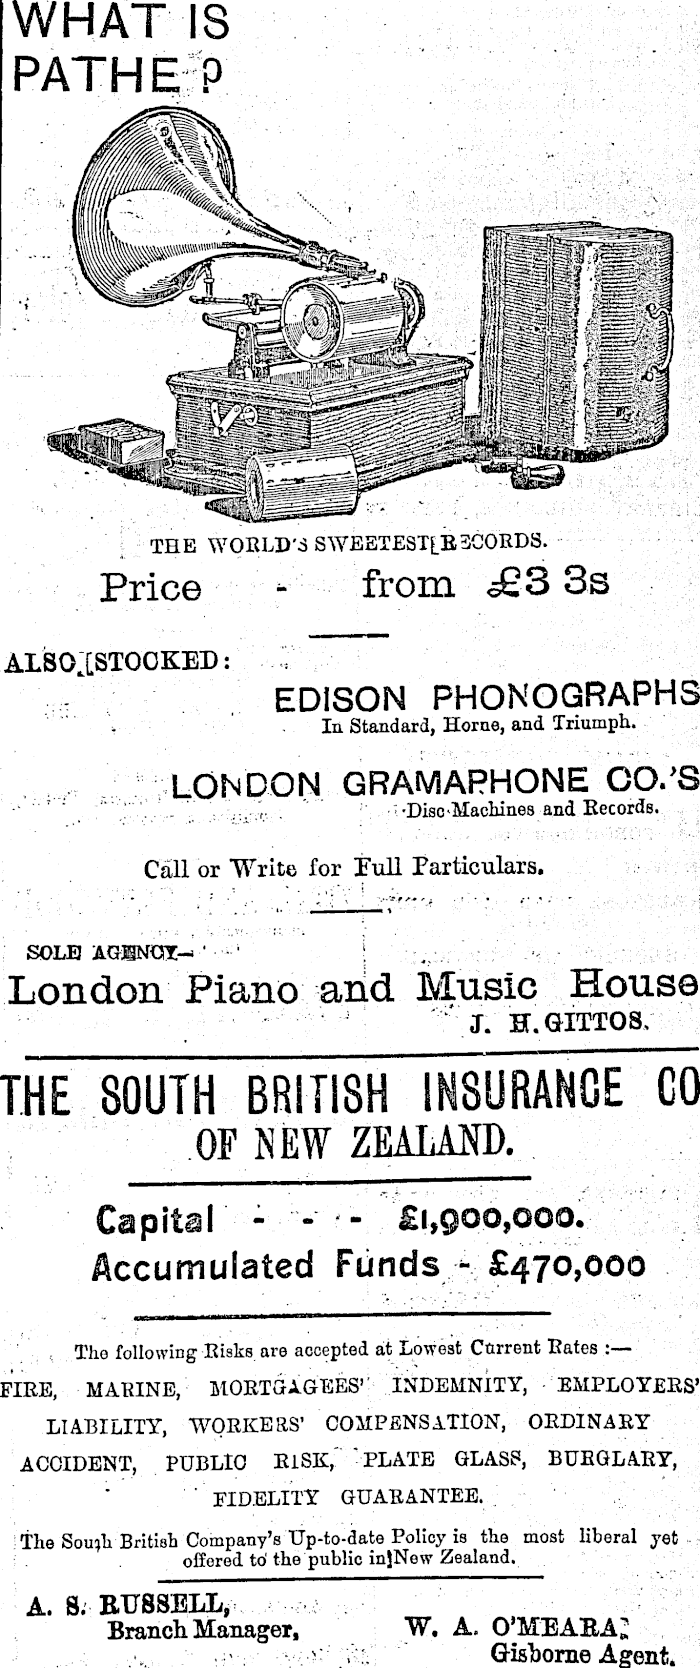 WHAT IS
PATHE?
THE WORLD'S SWEETEST RECORDS.
Price - from £3 3s
ALSO STOCKED:
EDISON PHONOGRAPHS
In Standard, Horne, and Triumph.
LONDON GRAMAPHONE CO.'S
Disc Machines and Records.
Call or Write for Full Particulars.
SOLE AGENCY—
London Piano and Music House
J. H. GITTOS.
THE SOUTH BRITISH INSURANCE CO
OF NEW ZEALAND.
Capital - - - £1,900,000.
Accumulated Funds - £470,000
The following Risks are accepted at Lowest Current Rates :—
FIRE, MARINE, MORTGAGEES' INDEMNITY, EMPLOYERS'
LIABILITY, WORKERS' COMPENSATION, ORDINARY
ACCIDENT, PUBLIC RISK, PLATE GLASS, BURGLARY,
FIDELITY GUARANTEE.
The South British Company's Up-to-date Policy is the most liberal yet
offered to the public in New Zealand.
A. S. RUSSELL,
Branch Manager,
W. A. O'MEARA,
Gisborne Agent.